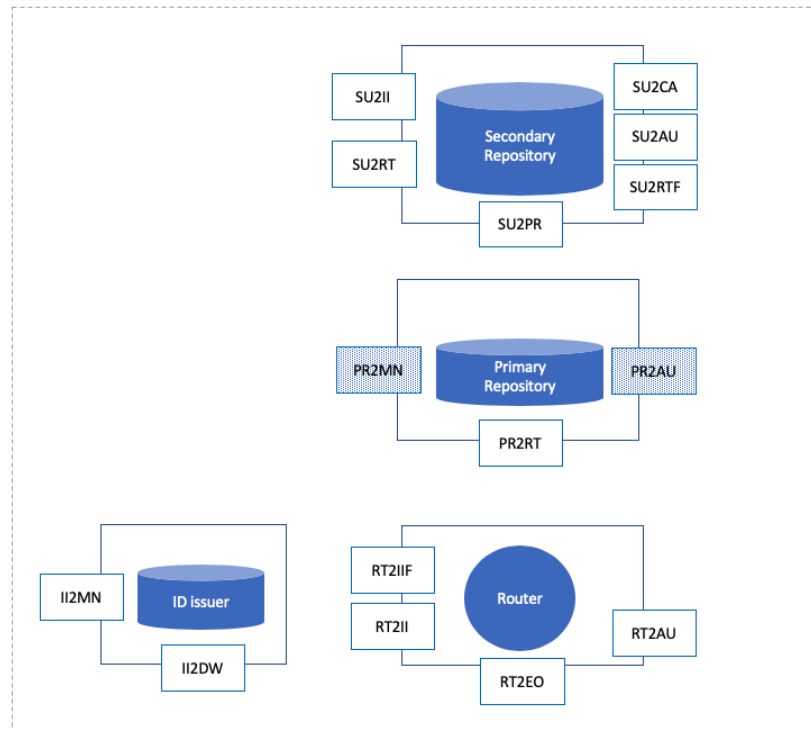 SU2II
SU2CA
Secondary
Repository
SU2AU
SU2RT
SU2RTF
SU2PR
PR2MN
Primary
Repository
PR2AU
PR2RT
RT2IIF
II2MN
ID issuer
Router
RT2II
RT2AU
II2DW
RT2EO